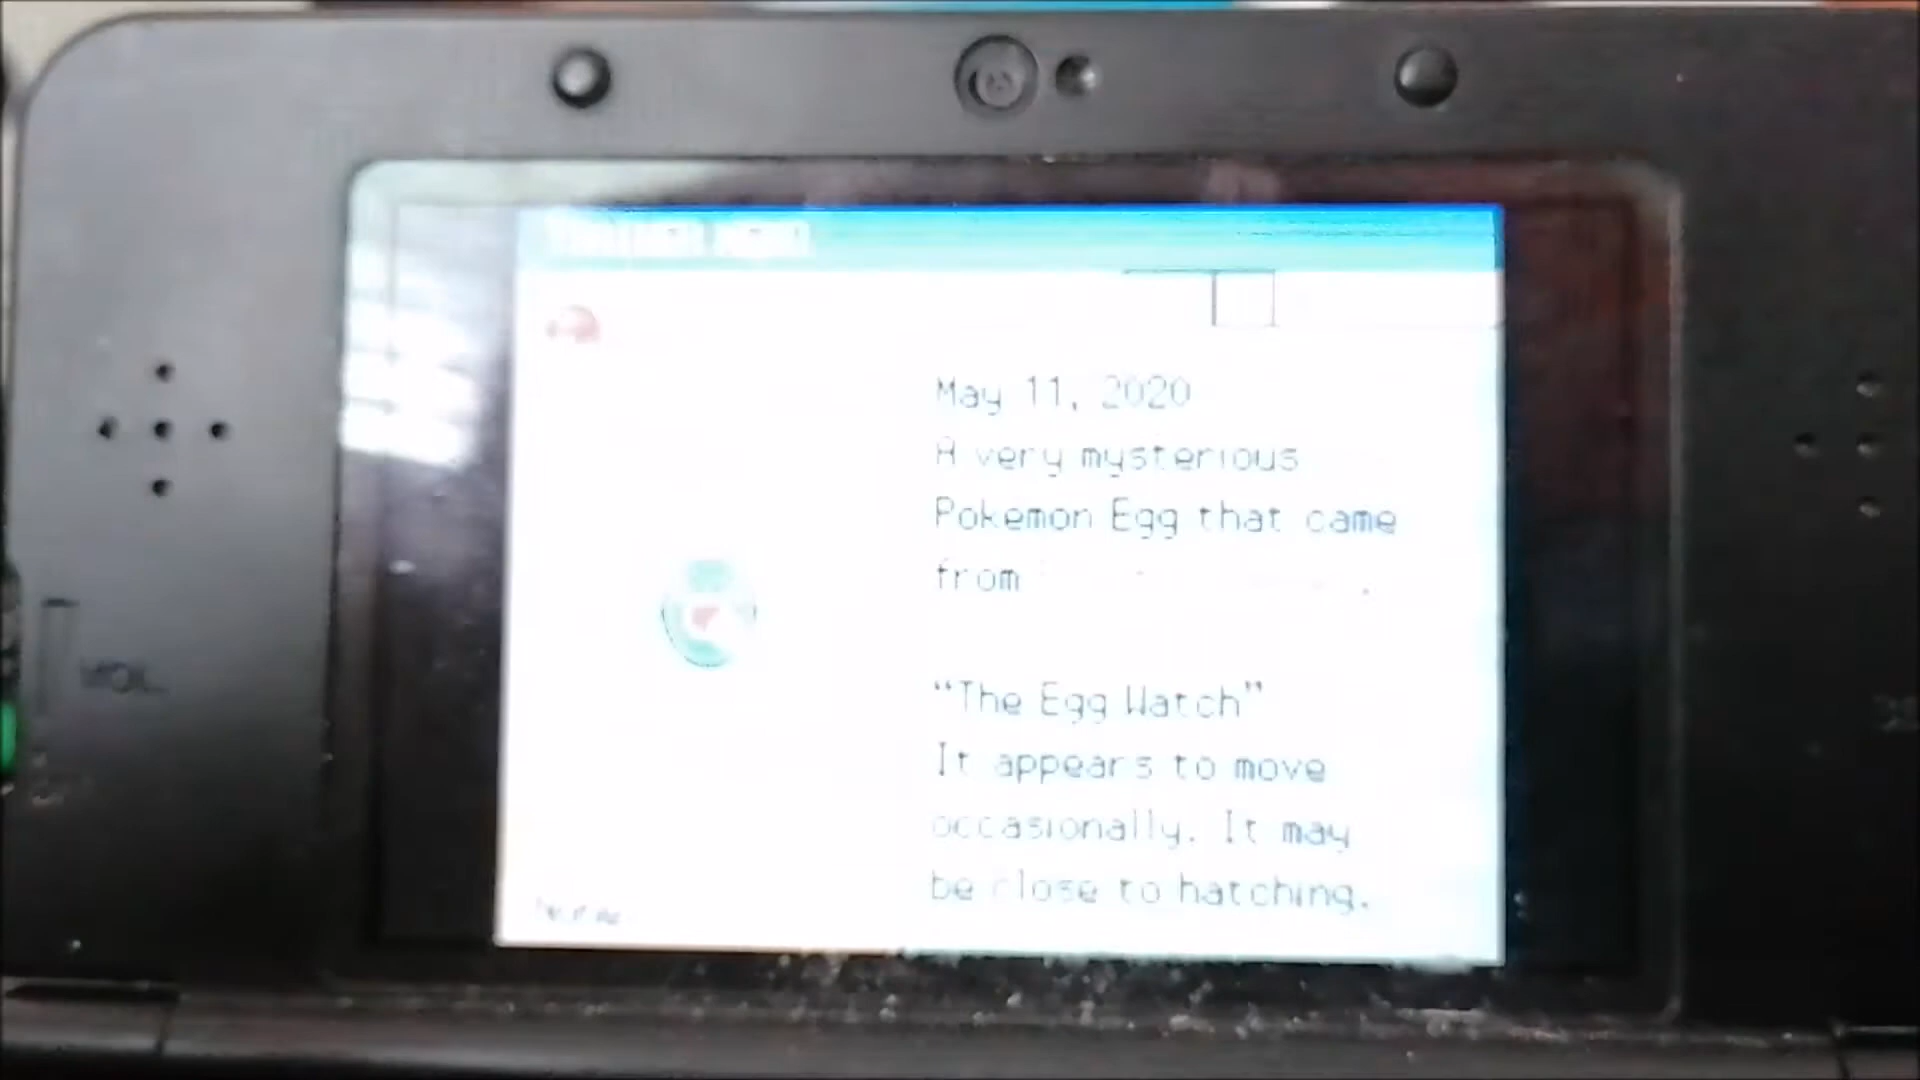 May 11, 2020
A very mysterious
Pokemon Egg that came
from
“The Egg Watch”
It appears to move
occasionally. It may
be close to hatching.
VOL